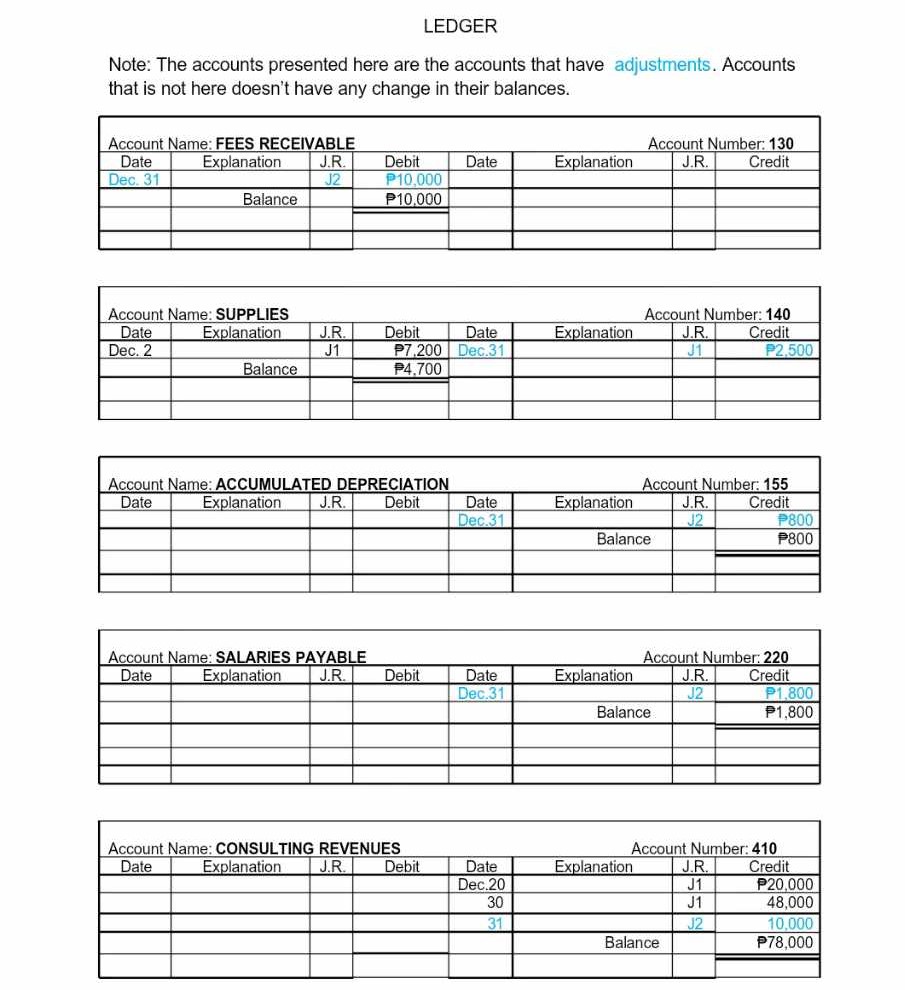 LEDGER
Note: The accounts presented here are the accounts that have adjustments. Accounts
that is not here doesn't have any change in their balances.
Account Name: FEES RECEIVABLE Account Number: 130
Date Explanation J.R. Debit Date Explanation J.R. Credit
Dec. 31 J2 ₱10,000
Balance ₱10,000
Account Name: SUPPLIES Account Number: 140
Date Explanation J.R. Debit Date Explanation J.R. Credit
Dec. 2 J1 ₱7,200 Dec.31 J1 ₱2,500
Balance ₱4,700
Account Name: ACCUMULATED DEPRECIATION Account Number: 155
Date Explanation J.R. Debit Date Explanation J.R. Credit
Dec.31 J2 ₱800
Balance ₱800
Account Name: SALARIES PAYABLE Account Number: 220
Date Explanation J.R. Debit Date Explanation J.R. Credit
Dec.31 J2 ₱1,800
Balance ₱1,800
Account Name: CONSULTING REVENUES Account Number: 410
Date Explanation J.R. Debit Date Explanation J.R. Credit
Dec.20 J1 ₱20,000
30 J1 48,000
31 J2 10,000
Balance ₱78,000